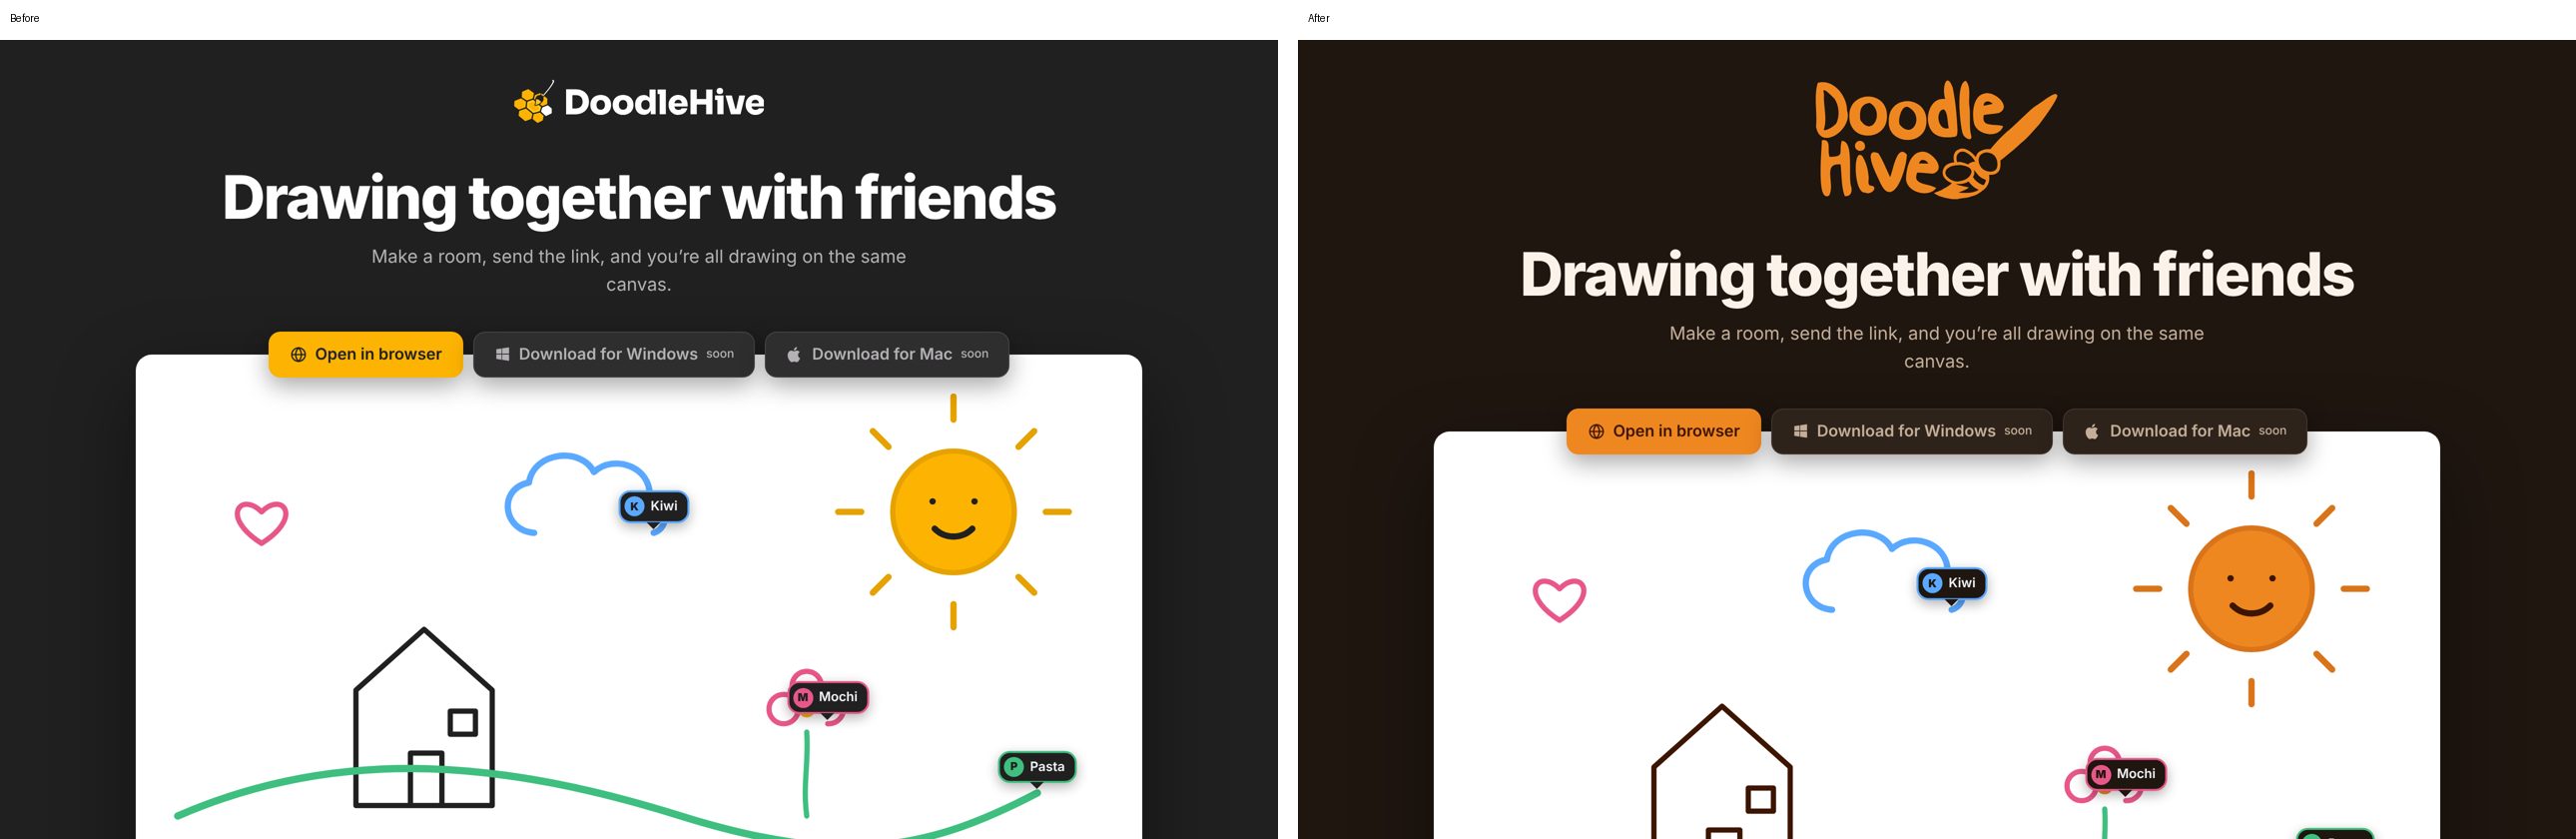 Before
DoodleHive
Drawing together with friends
Make a room, send the link, and you’re all drawing on the same
canvas.
Open in browser
Download for Windows soon
Download for Mac soon
K Kiwi
M Mochi
P Pasta
After
Doodle
Hive
Drawing together with friends
Make a room, send the link, and you’re all drawing on the same
canvas.
Open in browser
Download for Windows soon
Download for Mac soon
K Kiwi
M Mochi